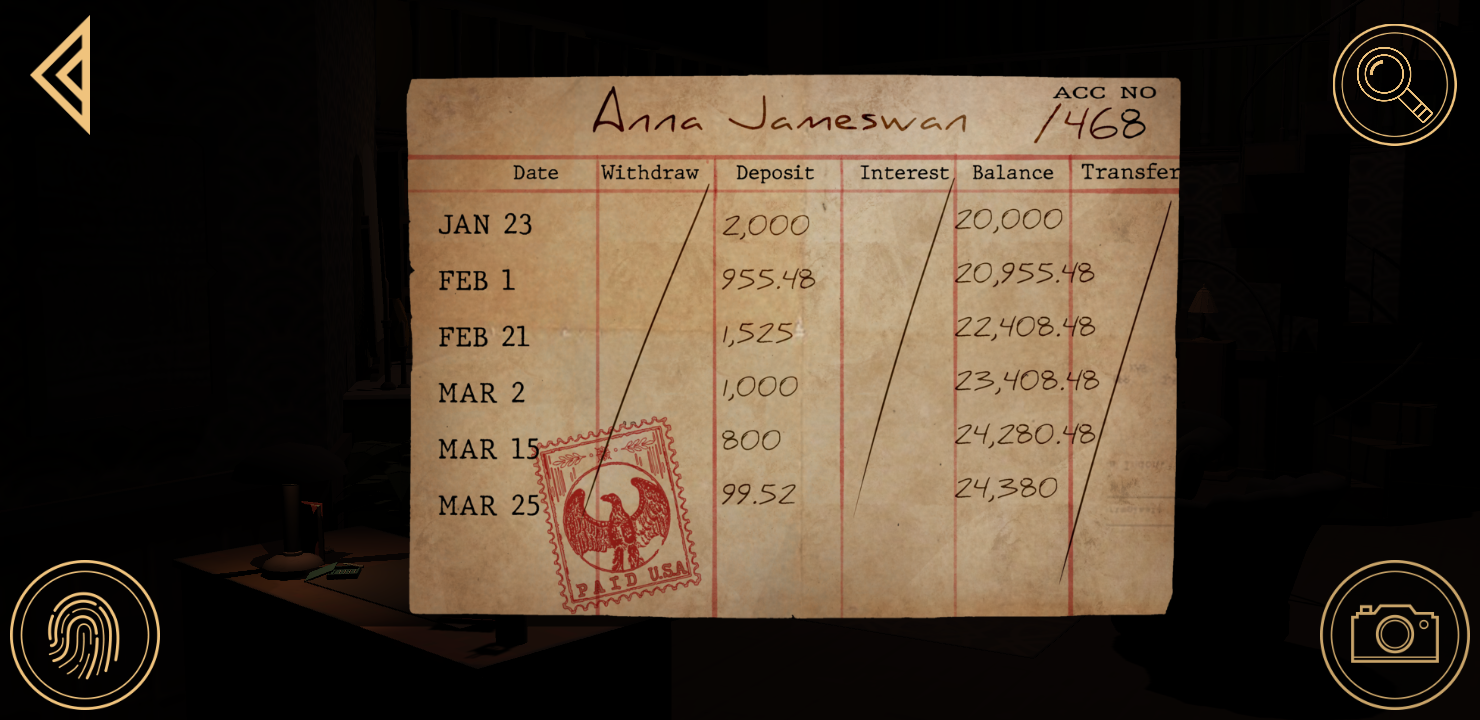 Anna Jameswan
ACC NO
1468
Date Withdraw Deposit Interest Balance Transfer
JAN 23 2,000 20,000
FEB 1 955.48 20,955.48
FEB 21 1,525 22,408.48
MAR 2 1,000 23,408.48
MAR 15 800 24,280.48
MAR 25 99.52 24,380
PAID U.S.A